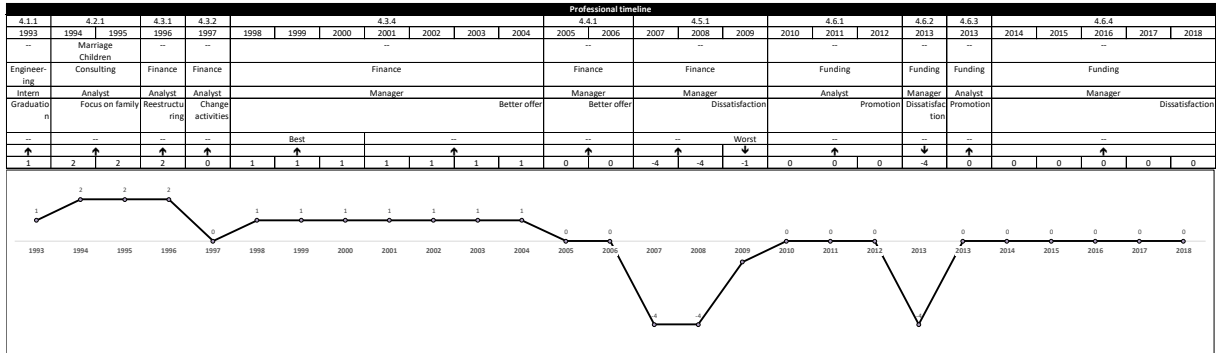 Professional timeline
4.1.1 4.2.1 4.3.1 4.3.2 4.3.4 4.4.1 4.5.1 4.6.1 4.6.2 4.6.3 4.6.4
1993 1994 1995 1996 1997 1998 1999 2000 2001 2002 2003 2004 2005 2006 2007 2008 2009 2010 2011 2012 2013 2013 2014 2015 2016 2017 2018
-- Marriage -- -- -- -- -- -- -- -- --
Children
Engineer- Consulting Finance Finance Finance Finance Finance Funding Funding Funding Funding
ing
Intern Analyst Analyst Analyst Manager Manager Manager Analyst Manager Analyst Manager
Graduatio Focus on family Reestructu Change Better offer Better offer Dissatisfaction Promotion Dissatisfac Promotion Dissatisfaction
n ring activities tion
-- -- -- -- Best -- -- -- Worst -- -- -- --
↑ ↑ ↑ ↑ ↑ ↑ ↑ ↑ ↓ ↑ ↓ ↑ ↑
1 2 2 2 0 1 1 1 1 1 1 1 0 0 -4 -4 -1 0 0 0 -4 0 0 0 0 0 0
2 2 2
1 1 1 1 1 1 1 1
0 0 0 0 0 0 0 0 0 0 0 0
1993 1994 1995 1996 1997 1998 1999 2000 2001 2002 2003 2004 2005 2006 2007 2008 2009 2010 2011 2012 2013 2013 2014 2015 2016 2017 2018
-4 -4 -4